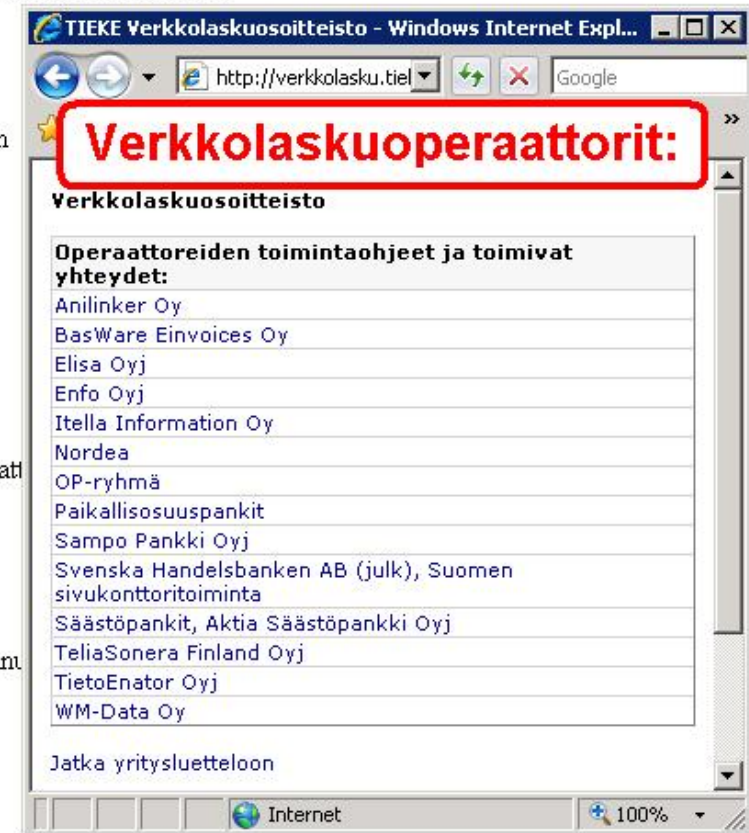 TIEKE Verkkolaskuosoitteisto - Windows Internet Expl...
http://verkkolasku.tiel
Google
Verkkolaskuoperaattorit:
»
Verkkolaskuosoitteisto
Operaattoreiden toimintaohjeet ja toimivat
yhteydet:
Anilinker Oy
BasWare Einvoices Oy
Elisa Oyj
Enfo Oyj
Itella Information Oy
Nordea
OP-ryhmä
Paikallisosuuspankit
Sampo Pankki Oyj
Svenska Handelsbanken AB (julk), Suomen
sivukonttoritoiminta
Säästöpankit, Aktia Säästöpankki Oyj
TeliaSonera Finland Oyj
TietoEnator Oyj
WM-Data Oy
Jatka yritysluetteloon
Internet
100%